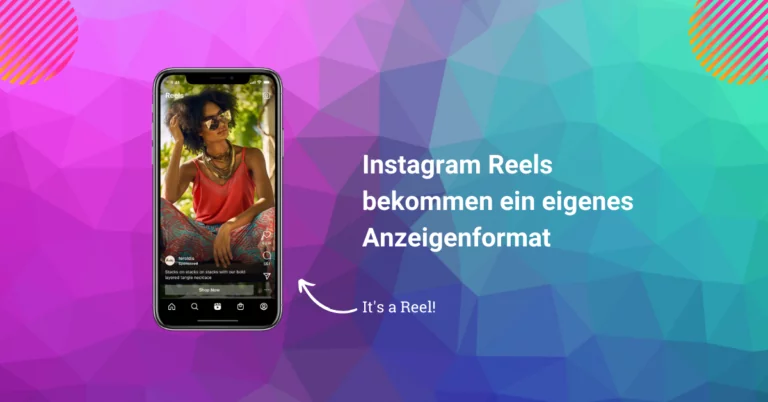 Reels
Sponsored
Stacks on stacks on stacks with our bold
layered tangle necklace
Shop Now
Instagram Reels
bekommen ein eigenes
Anzeigenformat
It's a Reel!